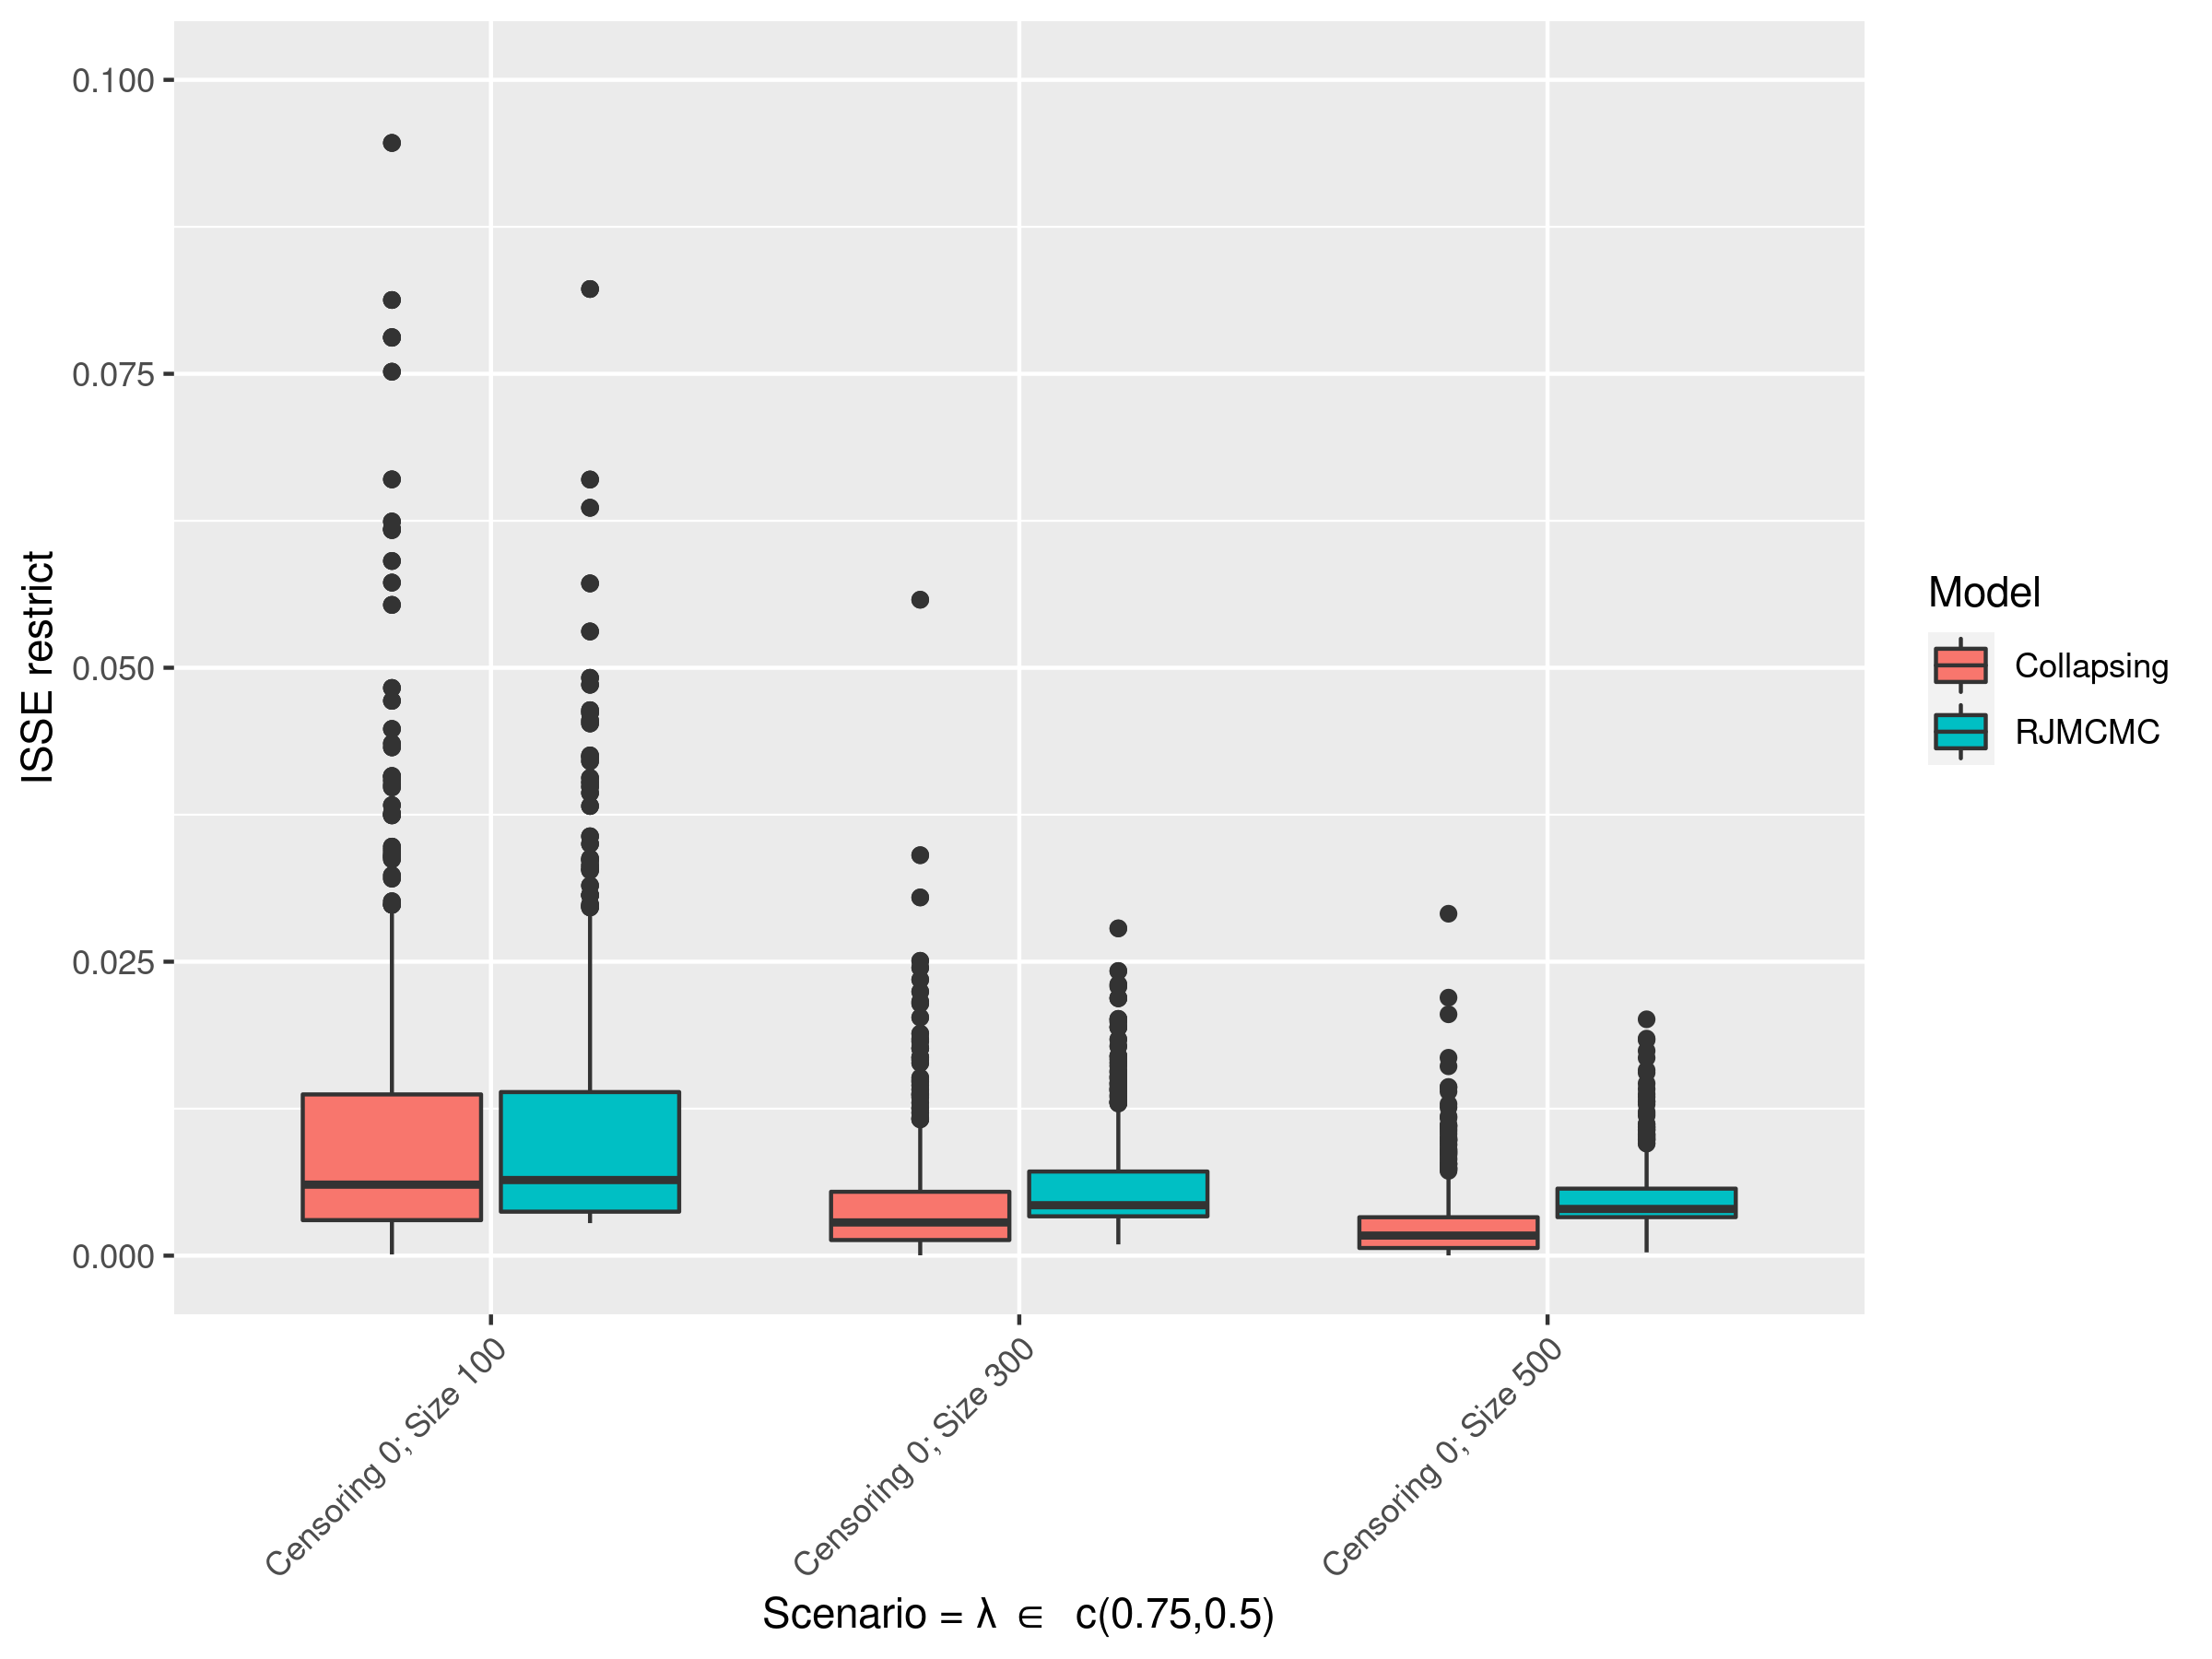 0.100
0.075
0.050
0.025
0.000
ISSE restrict
Censoring 0; Size 100
Censoring 0; Size 300
Censoring 0; Size 500
Scenario = λ ∈ c(0.75,0.5)
Model
Collapsing
RJMCMC